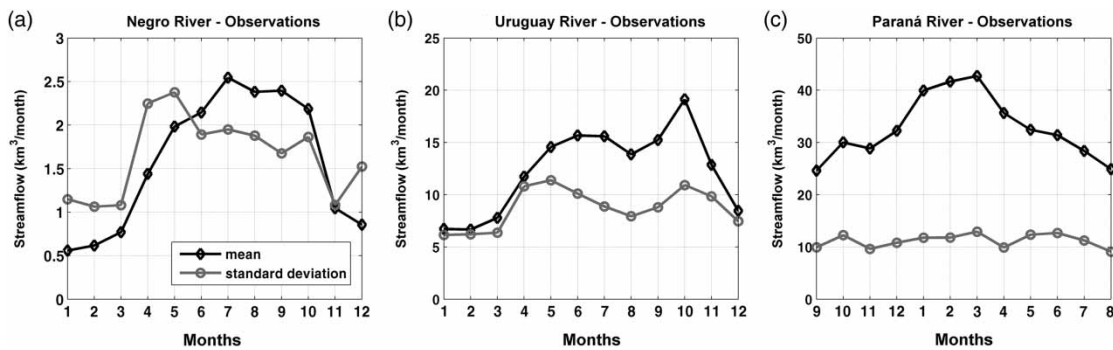 (a)
Negro River - Observations
3
2.5
2
1.5
1
0.5
0
Streamflow (km³/month)
mean
standard deviation
1 2 3 4 5 6 7 8 9 10 11 12
Months
(b)
Uruguay River - Observations
25
20
15
10
5
0
Streamflow (km³/month)
1 2 3 4 5 6 7 8 9 10 11 12
Months
(c)
Paraná River - Observations
50
40
30
20
10
0
Streamflow (km³/month)
9 10 11 12 1 2 3 4 5 6 7 8
Months